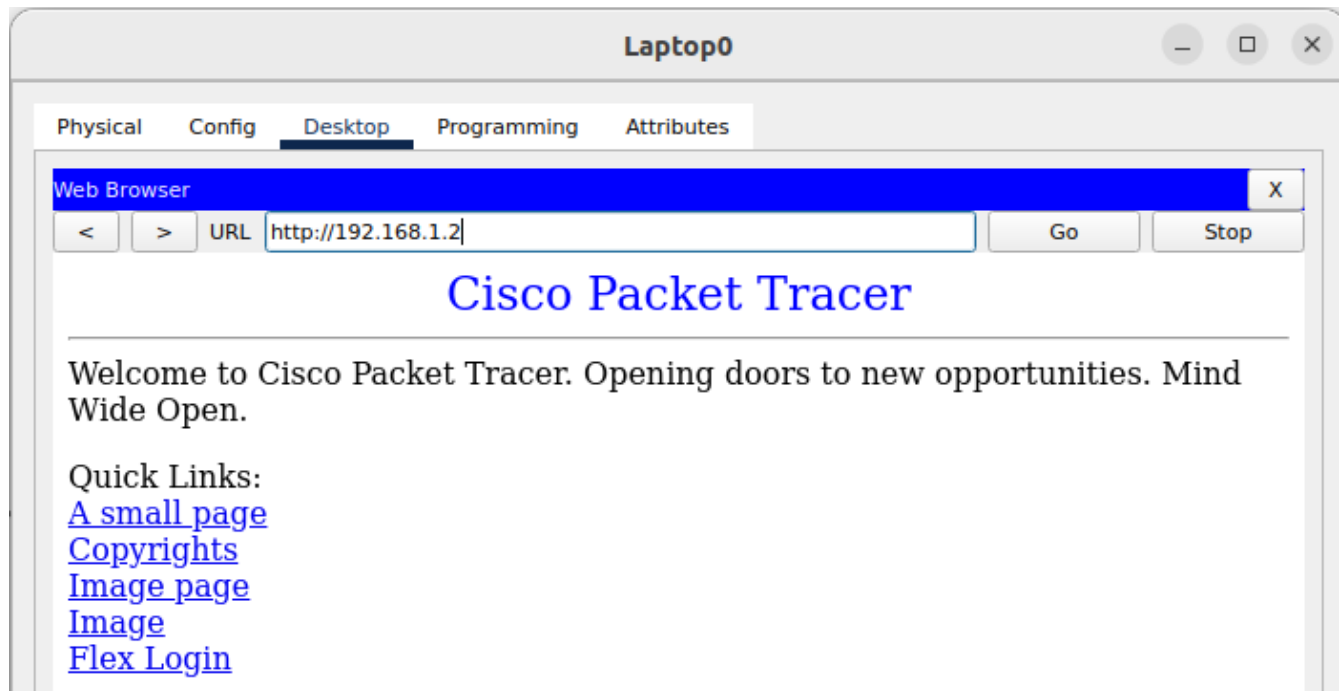 Laptop0
Physical Config Desktop Programming Attributes
Web Browser X
< > URL http://192.168.1.2 Go Stop
Cisco Packet Tracer
Welcome to Cisco Packet Tracer. Opening doors to new opportunities. Mind
Wide Open.
Quick Links:
A small page
Copyrights
Image page
Image
Flex Login